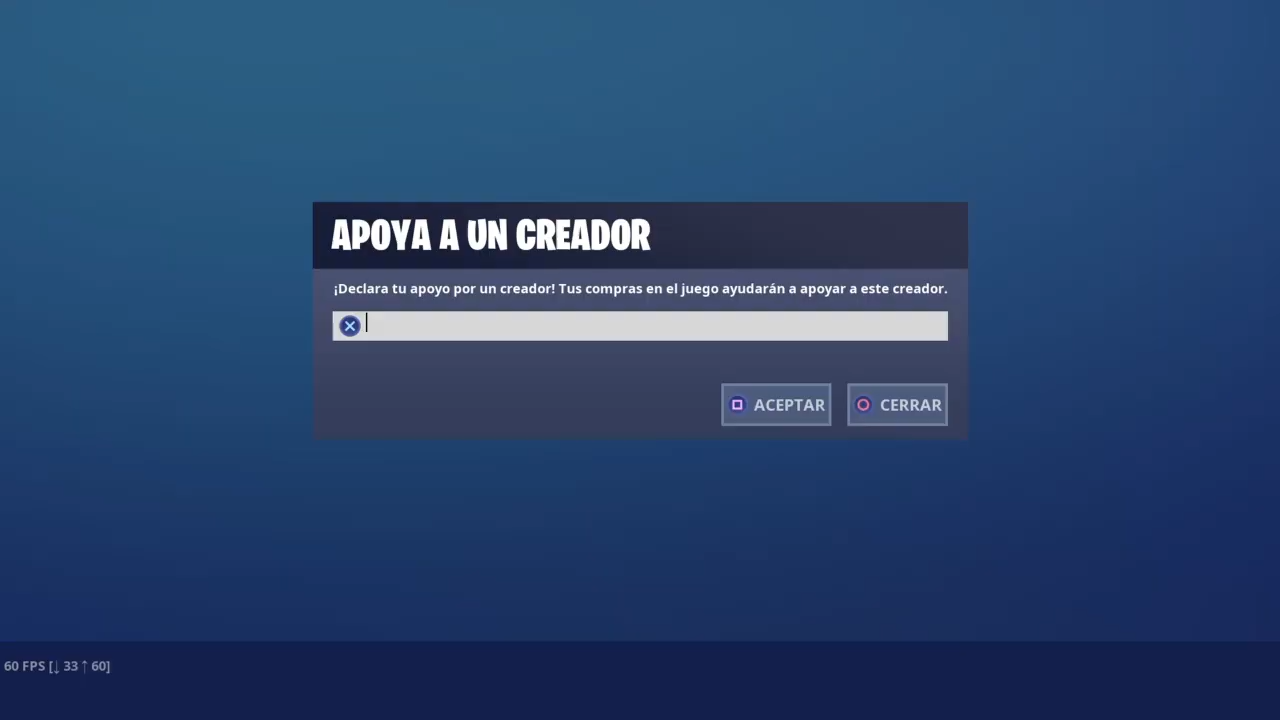 APOYA A UN CREADOR
¡Declara tu apoyo por un creador! Tus compras en el juego ayudarán a apoyar a este creador.
ACEPTAR
CERRAR
60 FPS [↓ 33 ↑ 60]